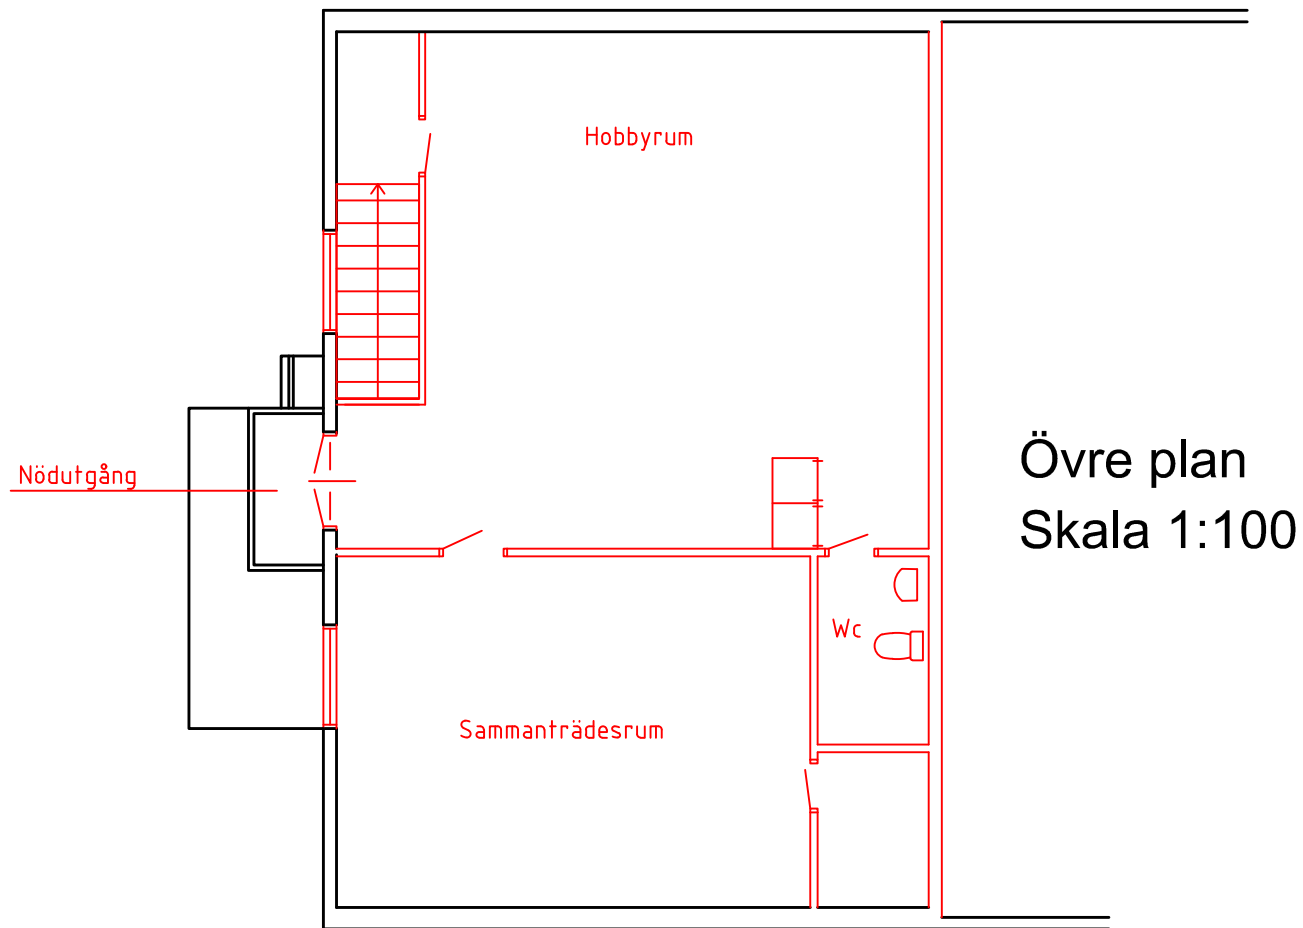 Hobbyrum
Nödutgång
Övre plan
Skala 1:100
Wc
Sammanträdesrum